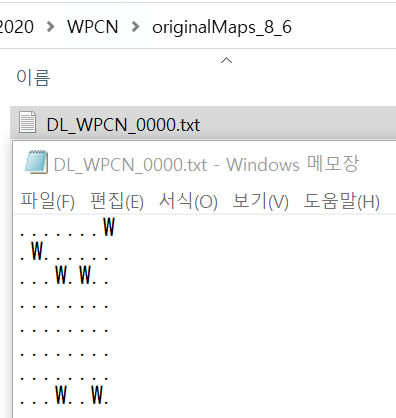 2020 > WPCN > originalMaps_8_6
이름
DL_WPCN_0000.txt
DL_WPCN_0000.txt - Windows 메모장
파일(F) 편집(E) 서식(O) 보기(V) 도움말(H)
.......W
.W......
...W.W..
........
........
........
........
...W..W.